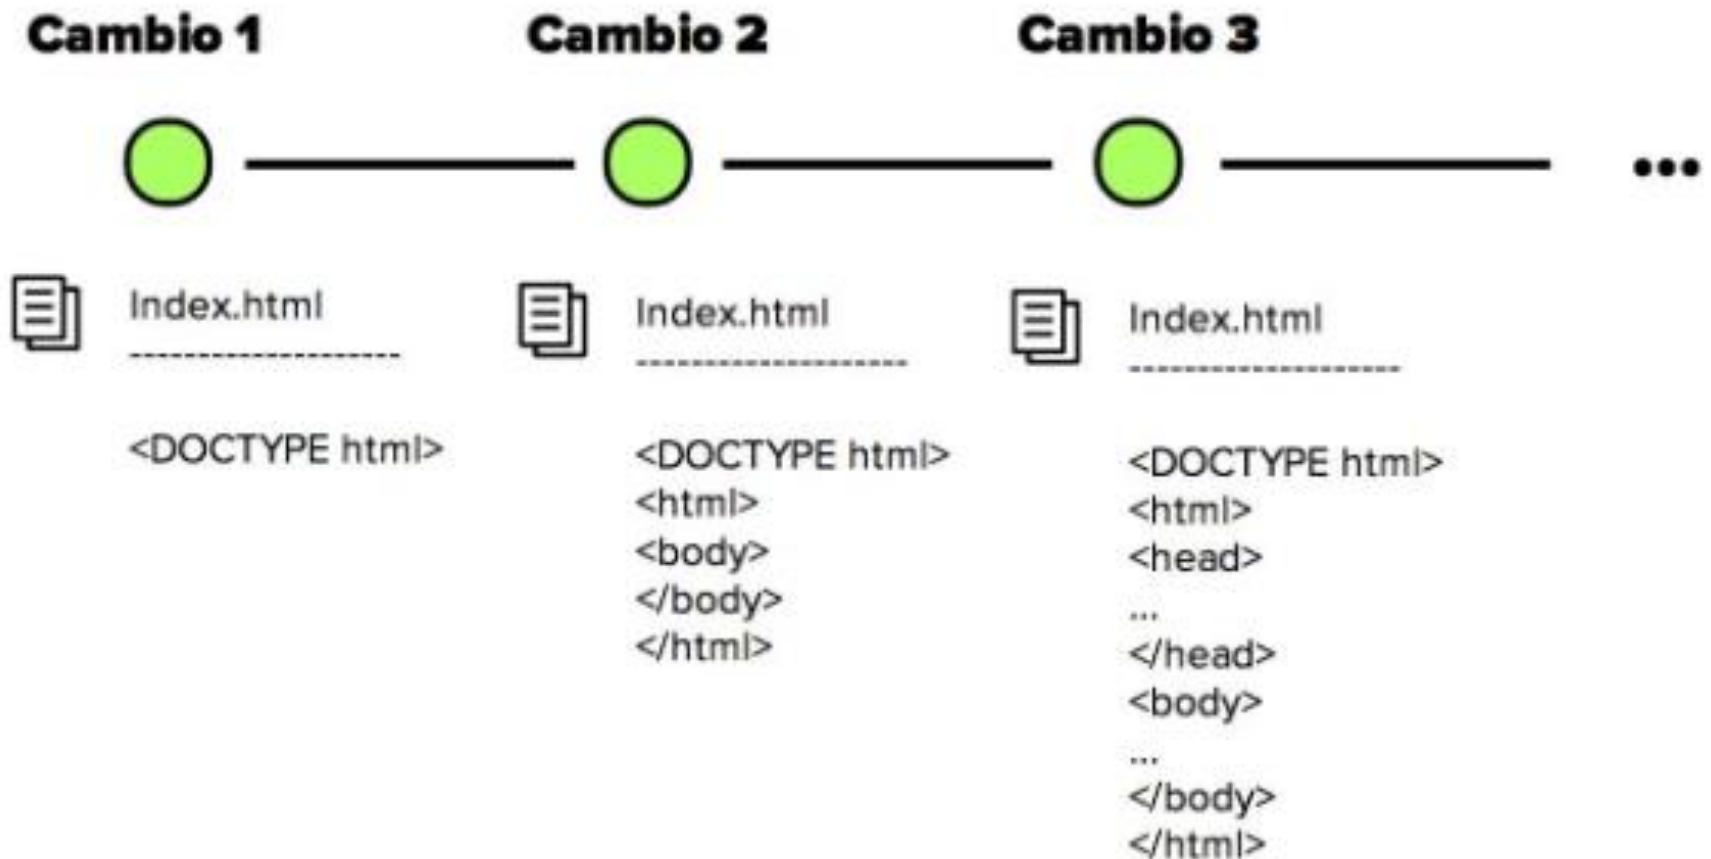 Cambio 1
Cambio 2
Cambio 3
...
Index.html
-------------------
<DOCTYPE html>
Index.html
-------------------
<DOCTYPE html>
<html>
<body>
</body>
</html>
Index.html
-------------------
<DOCTYPE html>
<html>
<head>
...
</head>
<body>
...
</body>
</html>